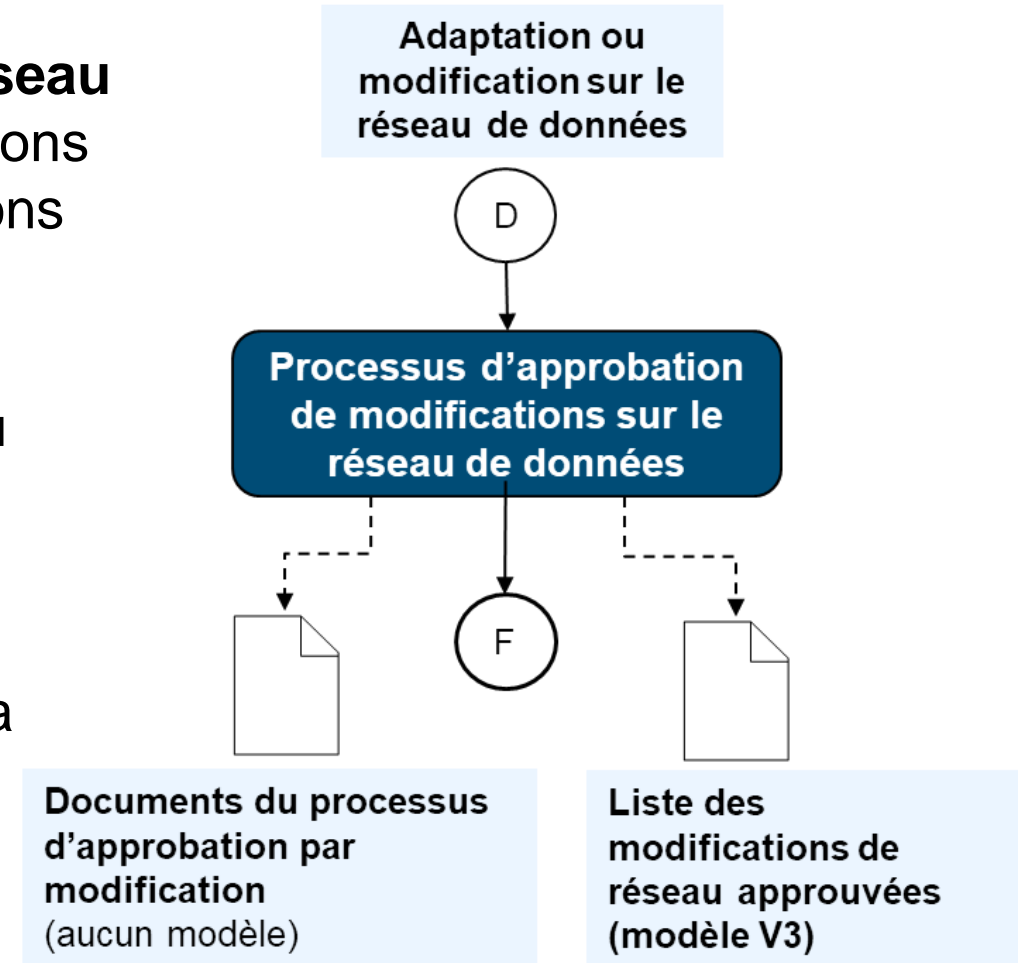 Adaptation ou
modification sur le
réseau de données
seau
ons
ons
D
Processus d’approbation
de modifications sur le
réseau de données
F
a
Documents du processus
d’approbation par
modification
(aucun modèle)
Liste des
modifications de
réseau approuvées
(modèle V3)